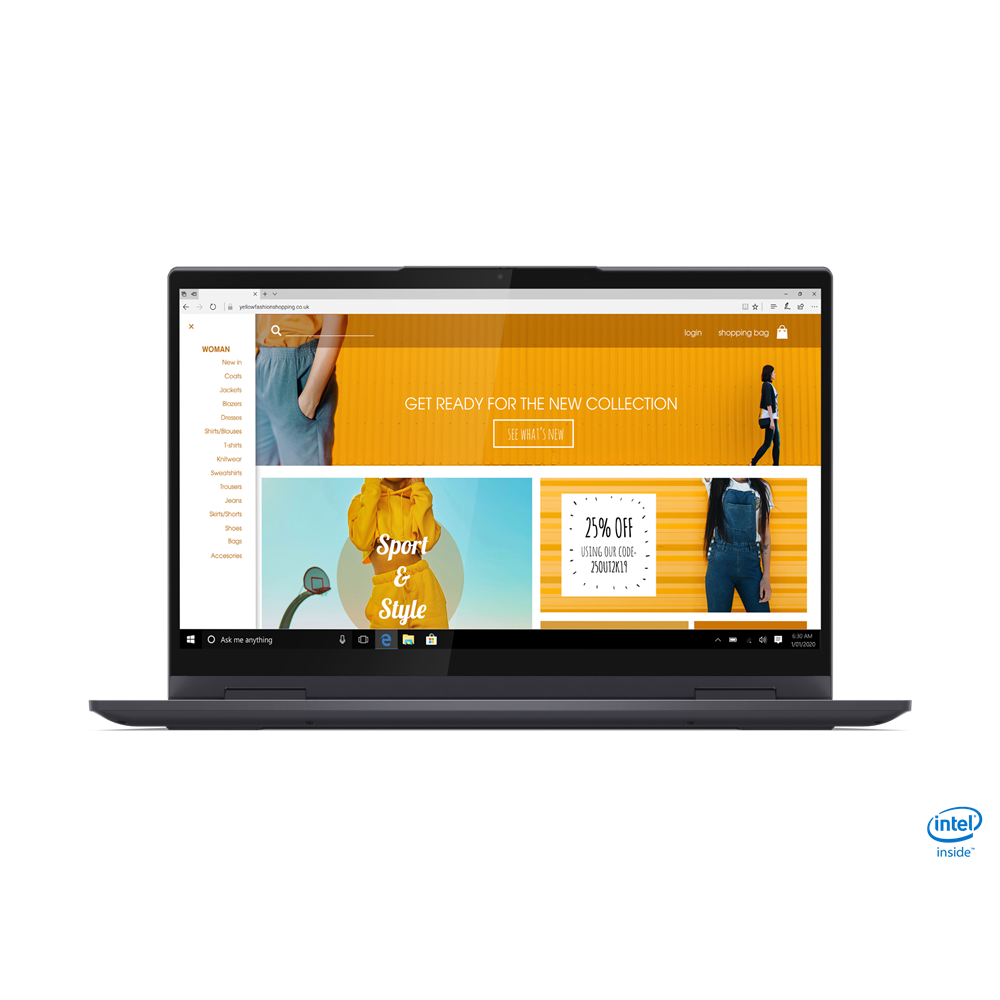 yellowfashionshopping.co.uk
login
shopping bag
WOMAN
New in
Coats
Jackets
Blazers
Dresses
Shirts/Blouses
T-shirts
Knitwear
Sweatshirts
Trousers
Jeans
Skirts/Shorts
Shoes
Bags
Accesories
GET READY FOR THE NEW COLLECTION
SEE WHAT'S NEW
Sport
&
Style
25% OFF
USING OUR CODE-
25OUT2K19
Ask me anything
6:30 AM
1/01/2020
intel
inside™